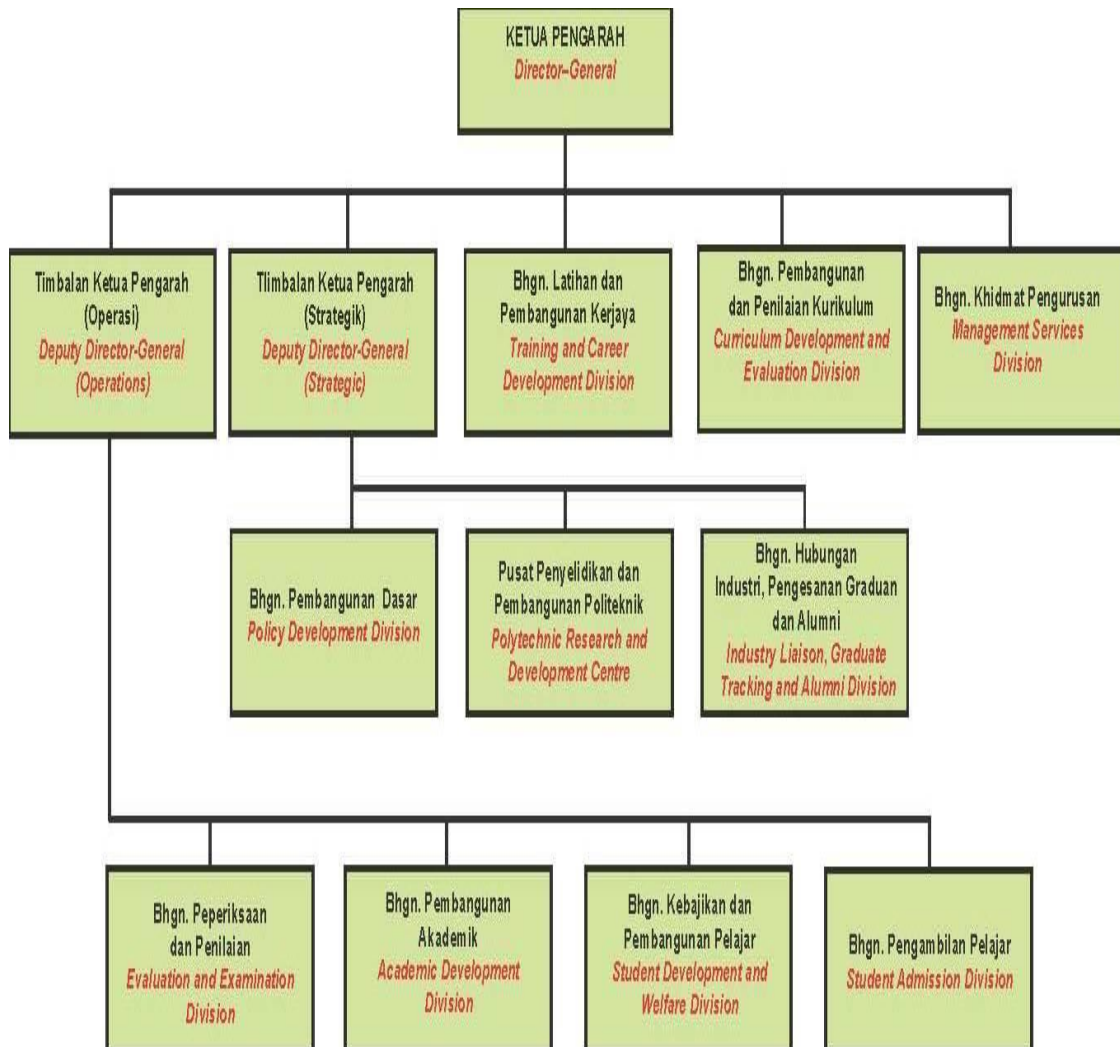 KETUA PENGARAH
Director–General
Timbalan Ketua Pengarah
(Operasi)
Deputy Director-General
(Operations)
Tlimbalan Ketua Pengarah
(Strategik)
Deputy Director-General
(Strategic)
Bhgn. Latihan dan
Pembangunan Kerjaya
Training and Career
Development Division
Bhgn. Pembangunan
dan Penilaian Kurikulum
Curriculum Development and
Evaluation Division
Bhgn. Khidmat Pengurusan
Management Services
Division
Bhgn. Pembangunan Dasar
Policy Development Division
Pusat Penyelidikan dan
Pembangunan Politeknik
Polytechnic Research and
Development Centre
Bhgn. Hubungan
Industri, Pengesanan Graduan
dan Alumni
Industry Liaison, Graduate
Tracking and Alumni Division
Bhgn. Peperiksaan
dan Penilaian
Evaluation and Examination
Division
Bhgn. Pembangunan
Akademik
Academic Development
Division
Bhgn. Kebajikan dan
Pembangunan Pelajar
Student Development and
Welfare Division
Bhgn. Pengambilan Pelajar
Student Admission Division